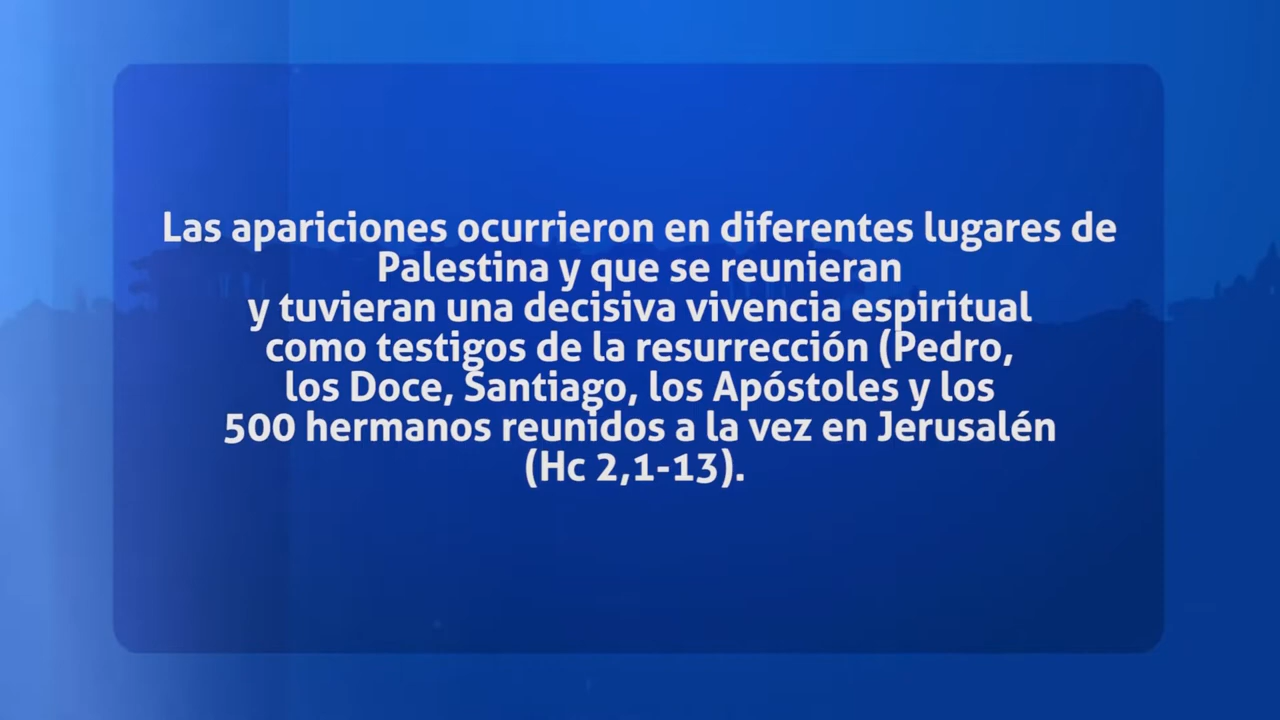 Las apariciones ocurrieron en diferentes lugares de
Palestina y que se reunieran
y tuvieran una decisiva vivencia espiritual
como testigos de la resurrección (Pedro,
los Doce, Santiago, los Apóstoles y los
500 hermanos reunidos a la vez en Jerusalén
(Hc 2,1-13).